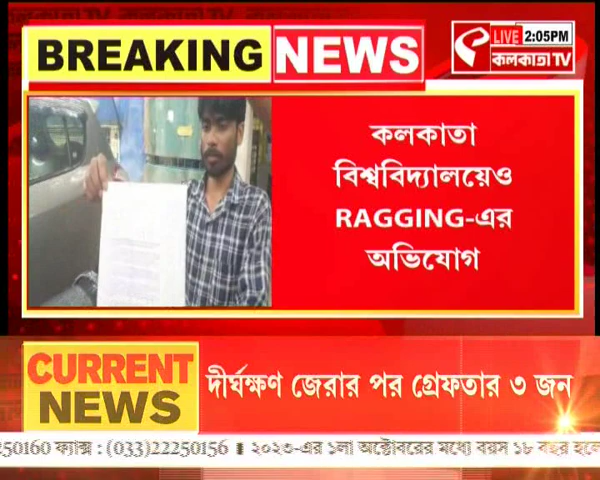 BREAKING NEWS
LIVE 2:05PM
কলকাতা TV
কলকাতা
বিশ্ববিদ্যালয়েও
RAGGING-এর
অভিযোগ
CURRENT
NEWS
দীর্ঘক্ষণ জেরার পর গ্রেফতার ৩ জন
250160 ফ্যাক্স : (033)22250156 ∎ ২০২৩-এর ১লা অক্টোবরের মধ্যে বয়স ১৮ বছর হলে